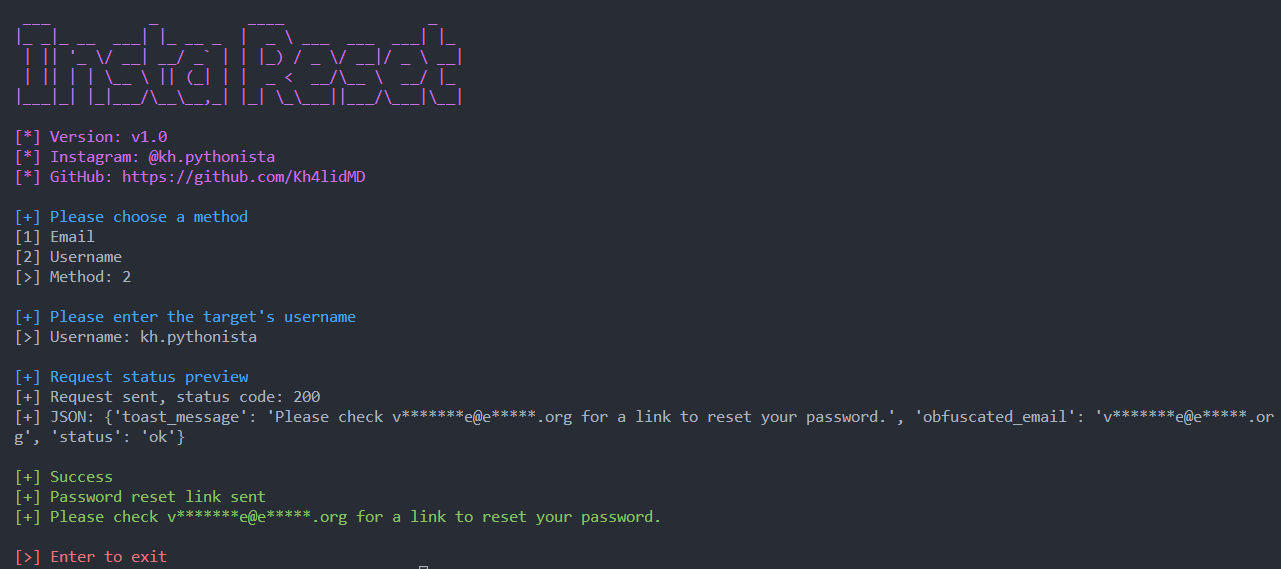 Insta Reset
[*] Version: v1.0
[*] Instagram: @kh.pythonista
[*] GitHub: https://github.com/Kh4lidMD
[+] Please choose a method
[1] Email
[2] Username
[>] Method: 2
[+] Please enter the target's username
[>] Username: kh.pythonista
[+] Request status preview
[+] Request sent, status code: 200
[+] JSON: {'toast_message': 'Please check v*******e@e*****.org for a link to reset your password.', 'obfuscated_email': 'v*******e@e*****.or
g', 'status': 'ok'}
[+] Success
[+] Password reset link sent
[+] Please check v*******e@e*****.org for a link to reset your password.
[>] Enter to exit